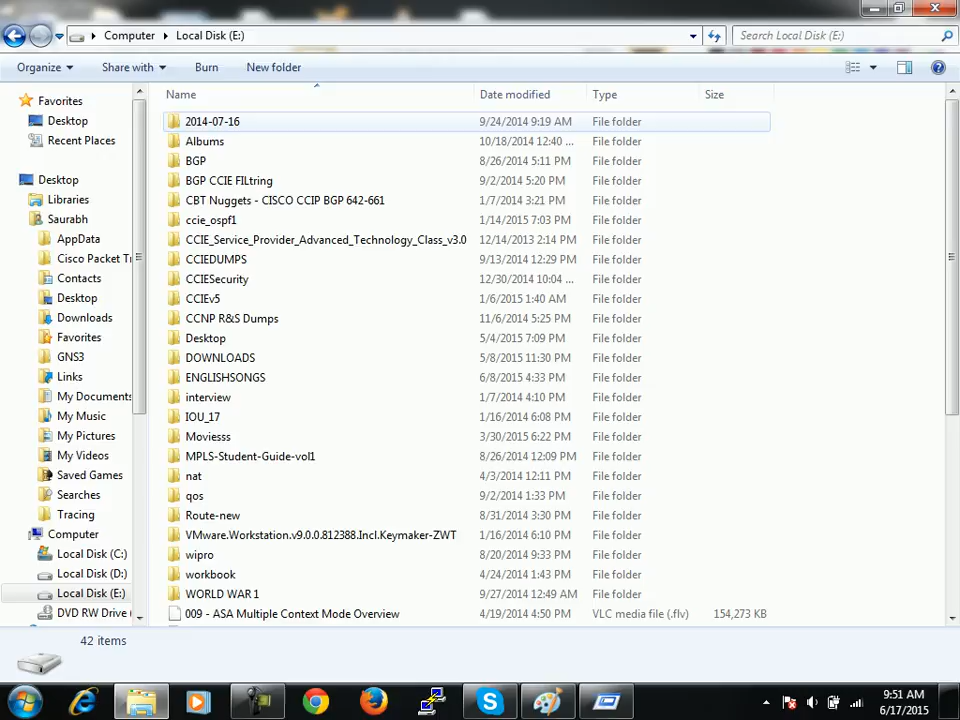 Computer Local Disk (E:)
Search Local Disk (E:)
Organize Share with Burn New folder
Name Date modified Type Size
Favorites
Desktop
Recent Places
Desktop
Libraries
Saurabh
AppData
Cisco Packet Tr
Contacts
Desktop
Downloads
Favorites
GNS3
Links
My Documents
My Music
My Pictures
My Videos
Saved Games
Searches
Tracing
Computer
Local Disk (C:)
Local Disk (D:)
Local Disk (E:)
DVD RW Drive (
2014-07-16 9/24/2014 9:19 AM File folder
Albums 10/18/2014 12:40 ... File folder
BGP 8/26/2014 5:11 PM File folder
BGP CCIE FILtring 9/2/2014 5:20 PM File folder
CBT Nuggets - CISCO CCIP BGP 642-661 1/7/2014 3:21 PM File folder
ccie_ospf1 1/14/2015 7:03 PM File folder
CCIE_Service_Provider_Advanced_Technology_Class_v3.0 12/14/2013 2:14 PM File folder
CCIEDUMPS 9/13/2014 12:29 PM File folder
CCIESecurity 12/30/2014 10:04 ... File folder
CCIEv5 1/6/2015 1:40 AM File folder
CCNP R&S Dumps 11/6/2014 5:25 PM File folder
Desktop 5/4/2015 7:09 PM File folder
DOWNLOADS 5/8/2015 11:30 PM File folder
ENGLISHSONGS 6/8/2015 4:33 PM File folder
interview 1/7/2014 4:10 PM File folder
IOU_17 1/16/2014 6:08 PM File folder
Moviesss 3/30/2015 6:22 PM File folder
MPLS-Student-Guide-vol1 8/26/2014 12:09 PM File folder
nat 4/3/2014 12:11 PM File folder
qos 9/2/2014 1:33 PM File folder
Route-new 8/31/2014 3:30 PM File folder
VMware.Workstation.v9.0.0.812388.Incl.Keymaker-ZWT 1/16/2014 6:10 PM File folder
wipro 8/20/2014 9:33 PM File folder
workbook 4/24/2014 1:43 PM File folder
WORLD WAR 1 9/27/2014 12:49 AM File folder
009 - ASA Multiple Context Mode Overview 4/19/2014 4:50 PM VLC media file (.flv) 154,273 KB
42 items
9:51 AM
6/17/2015